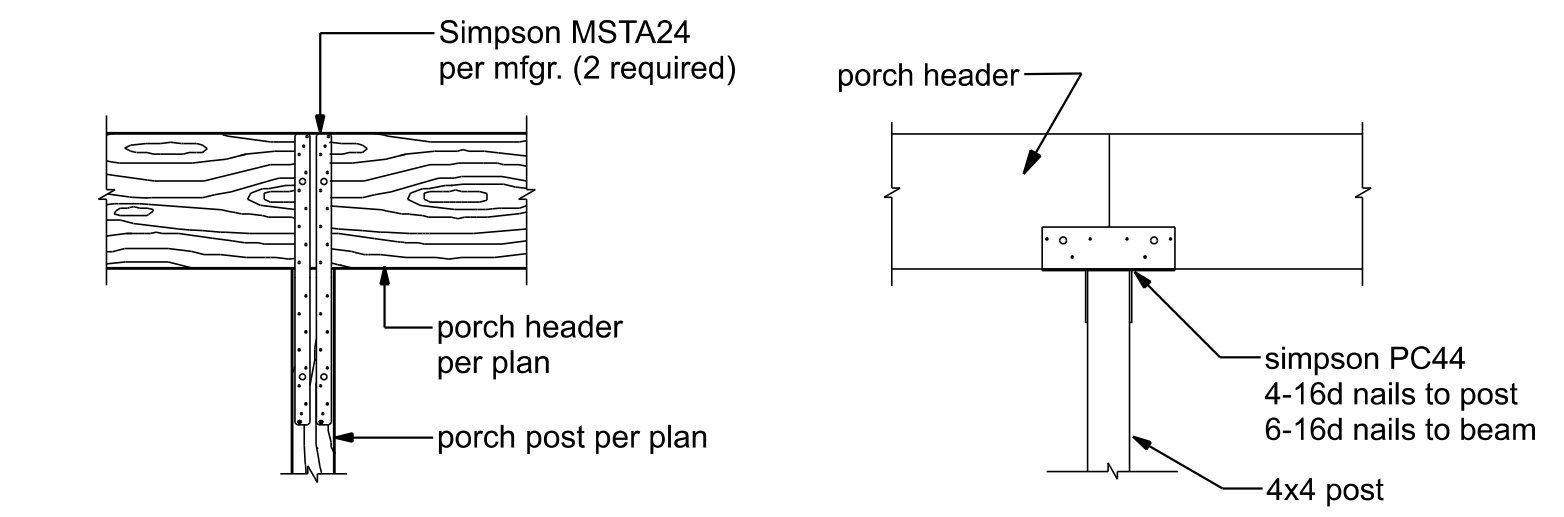 Simpson MSTA24
per mfgr. (2 required)
porch header
per plan
porch post per plan
porch header
simpson PC44
4-16d nails to post
6-16d nails to beam
4x4 post